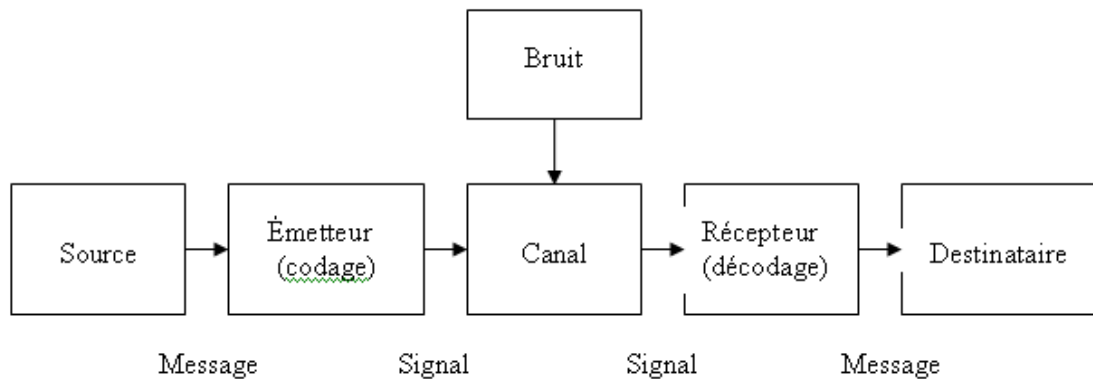 Bruit
Source
Émetteur
(codage)
Canal
Récepteur
(décodage)
Destinataire
Message
Signal
Signal
Message